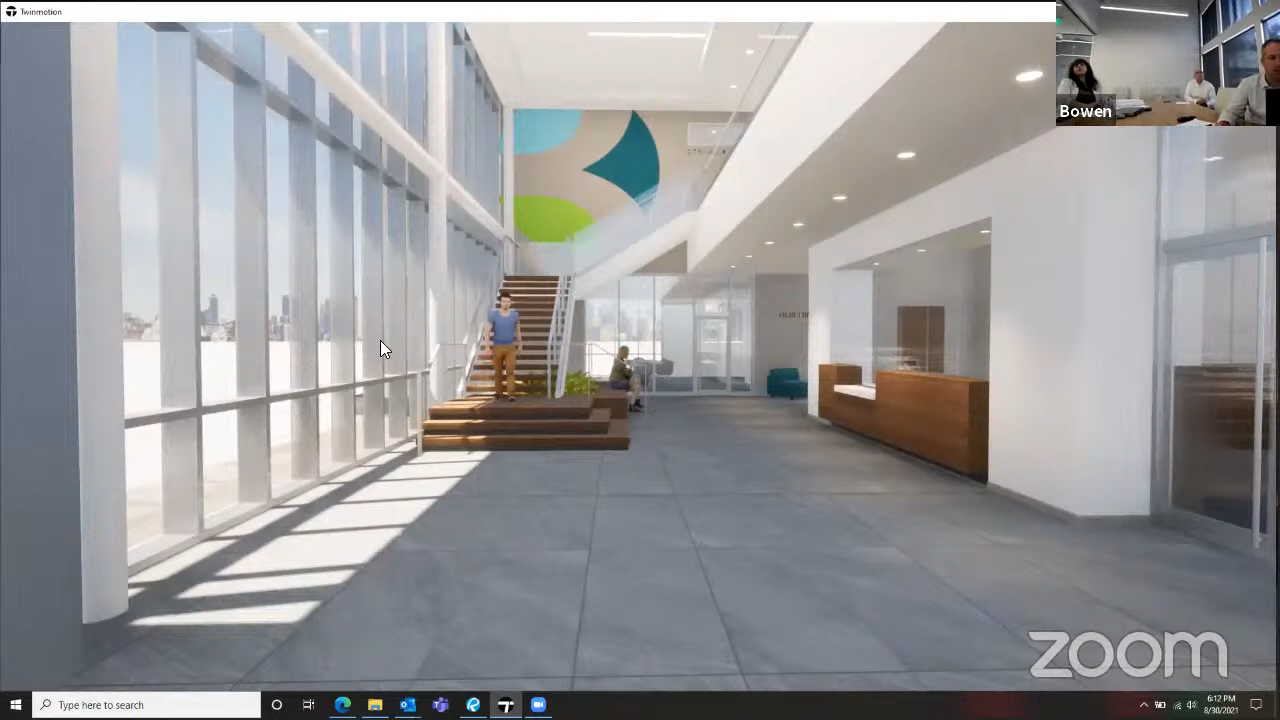 Twinmotion
Bowen
zoom
Type here to search
6:12 PM
8/30/2021